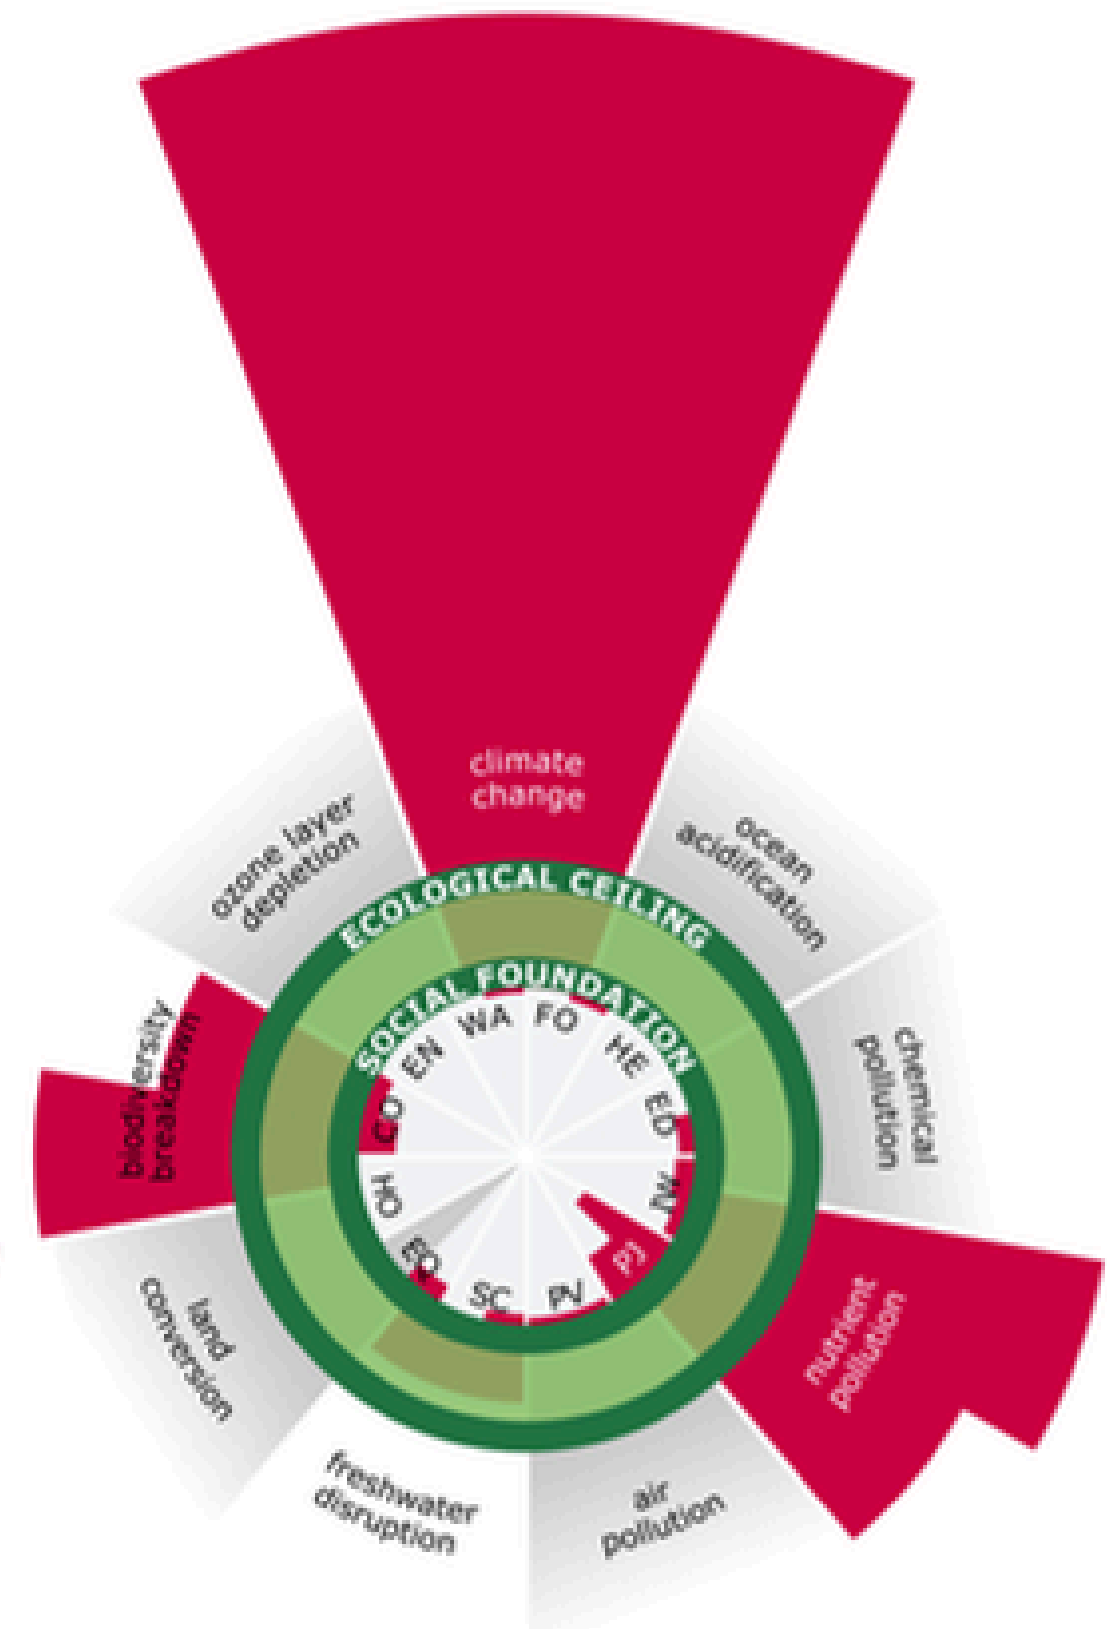 climate
change
ocean
acidification
chemical
pollution
nutrient
pollution
air
pollution
freshwater
disruption
land
conversion
biodiversity
breakdown
ozone layer
depletion
ECOLOGICAL CEILING
SOCIAL FOUNDATION
FO
HE
ED
IW
PJ
PV
SC
EQ
HO
CO
EN
WA